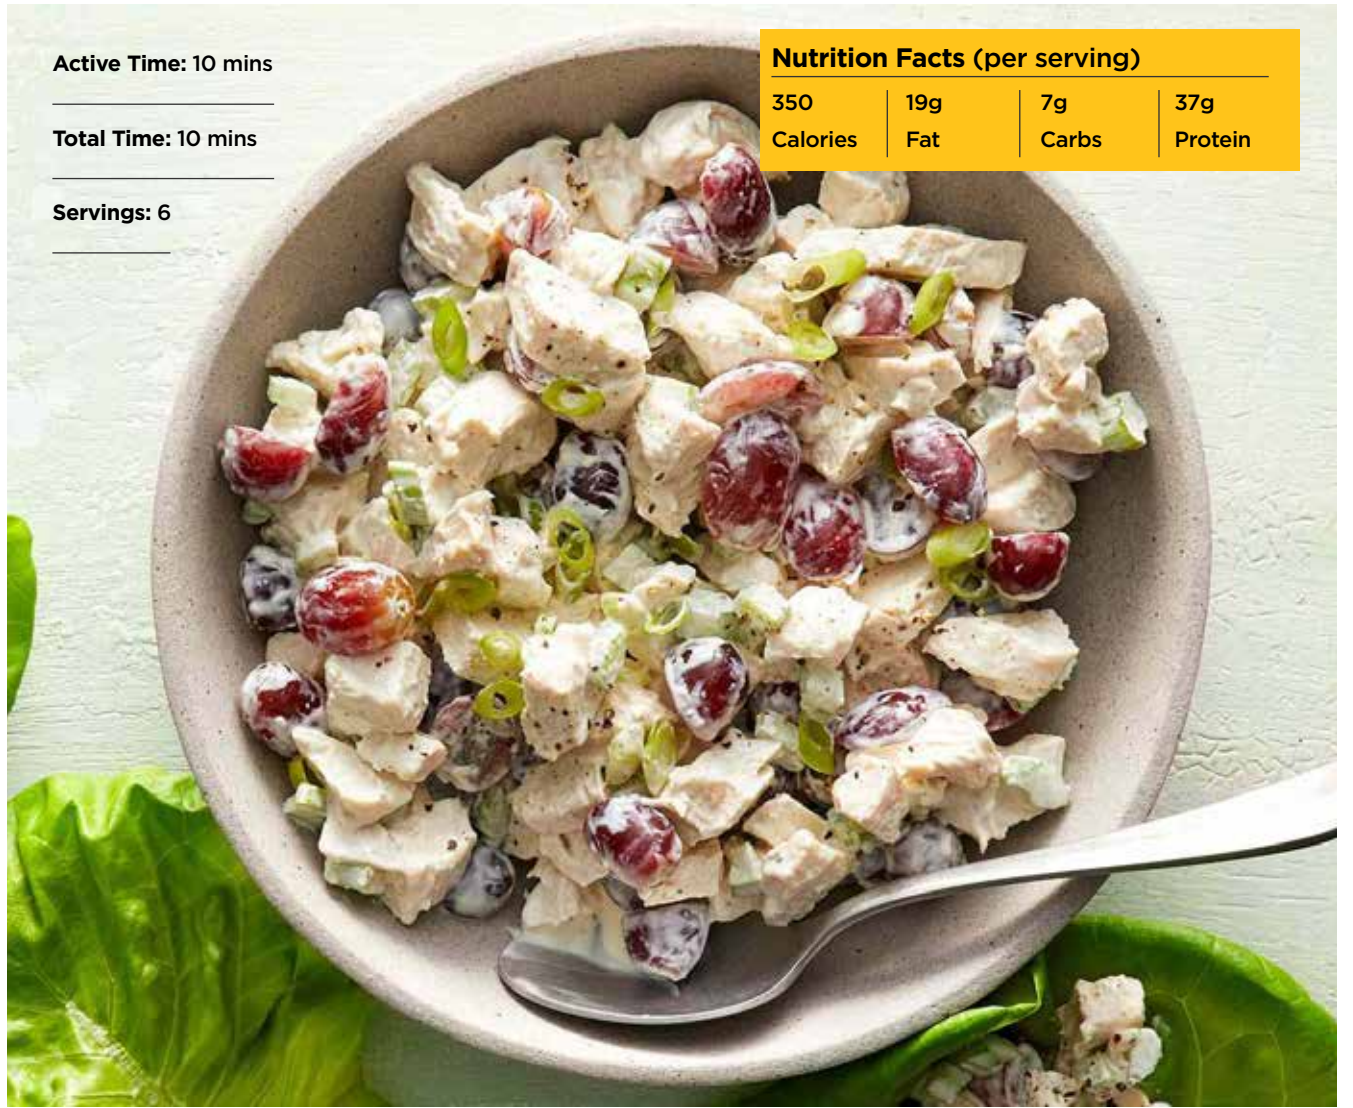 Active Time: 10 mins
Total Time: 10 mins
Servings: 6
Nutrition Facts (per serving)
350 19g 7g 37g
Calories Fat Carbs Protein